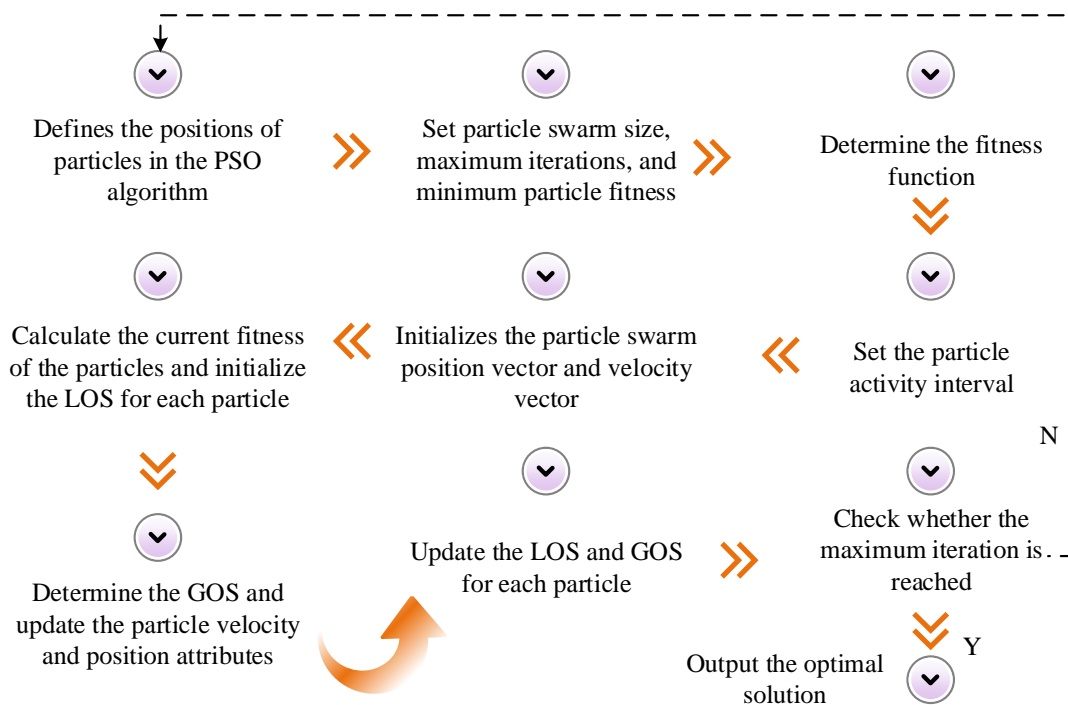 Defines the positions of
particles in the PSO
algorithm
Set particle swarm size,
maximum iterations, and
minimum particle fitness
Determine the fitness
function
Set the particle
activity interval
Initializes the particle swarm
position vector and velocity
vector
Calculate the current fitness
of the particles and initialize
the LOS for each particle
Determine the GOS and
update the particle velocity
and position attributes
Update the LOS and GOS
for each particle
Check whether the
maximum iteration is
reached
N
Y
Output the optimal
solution